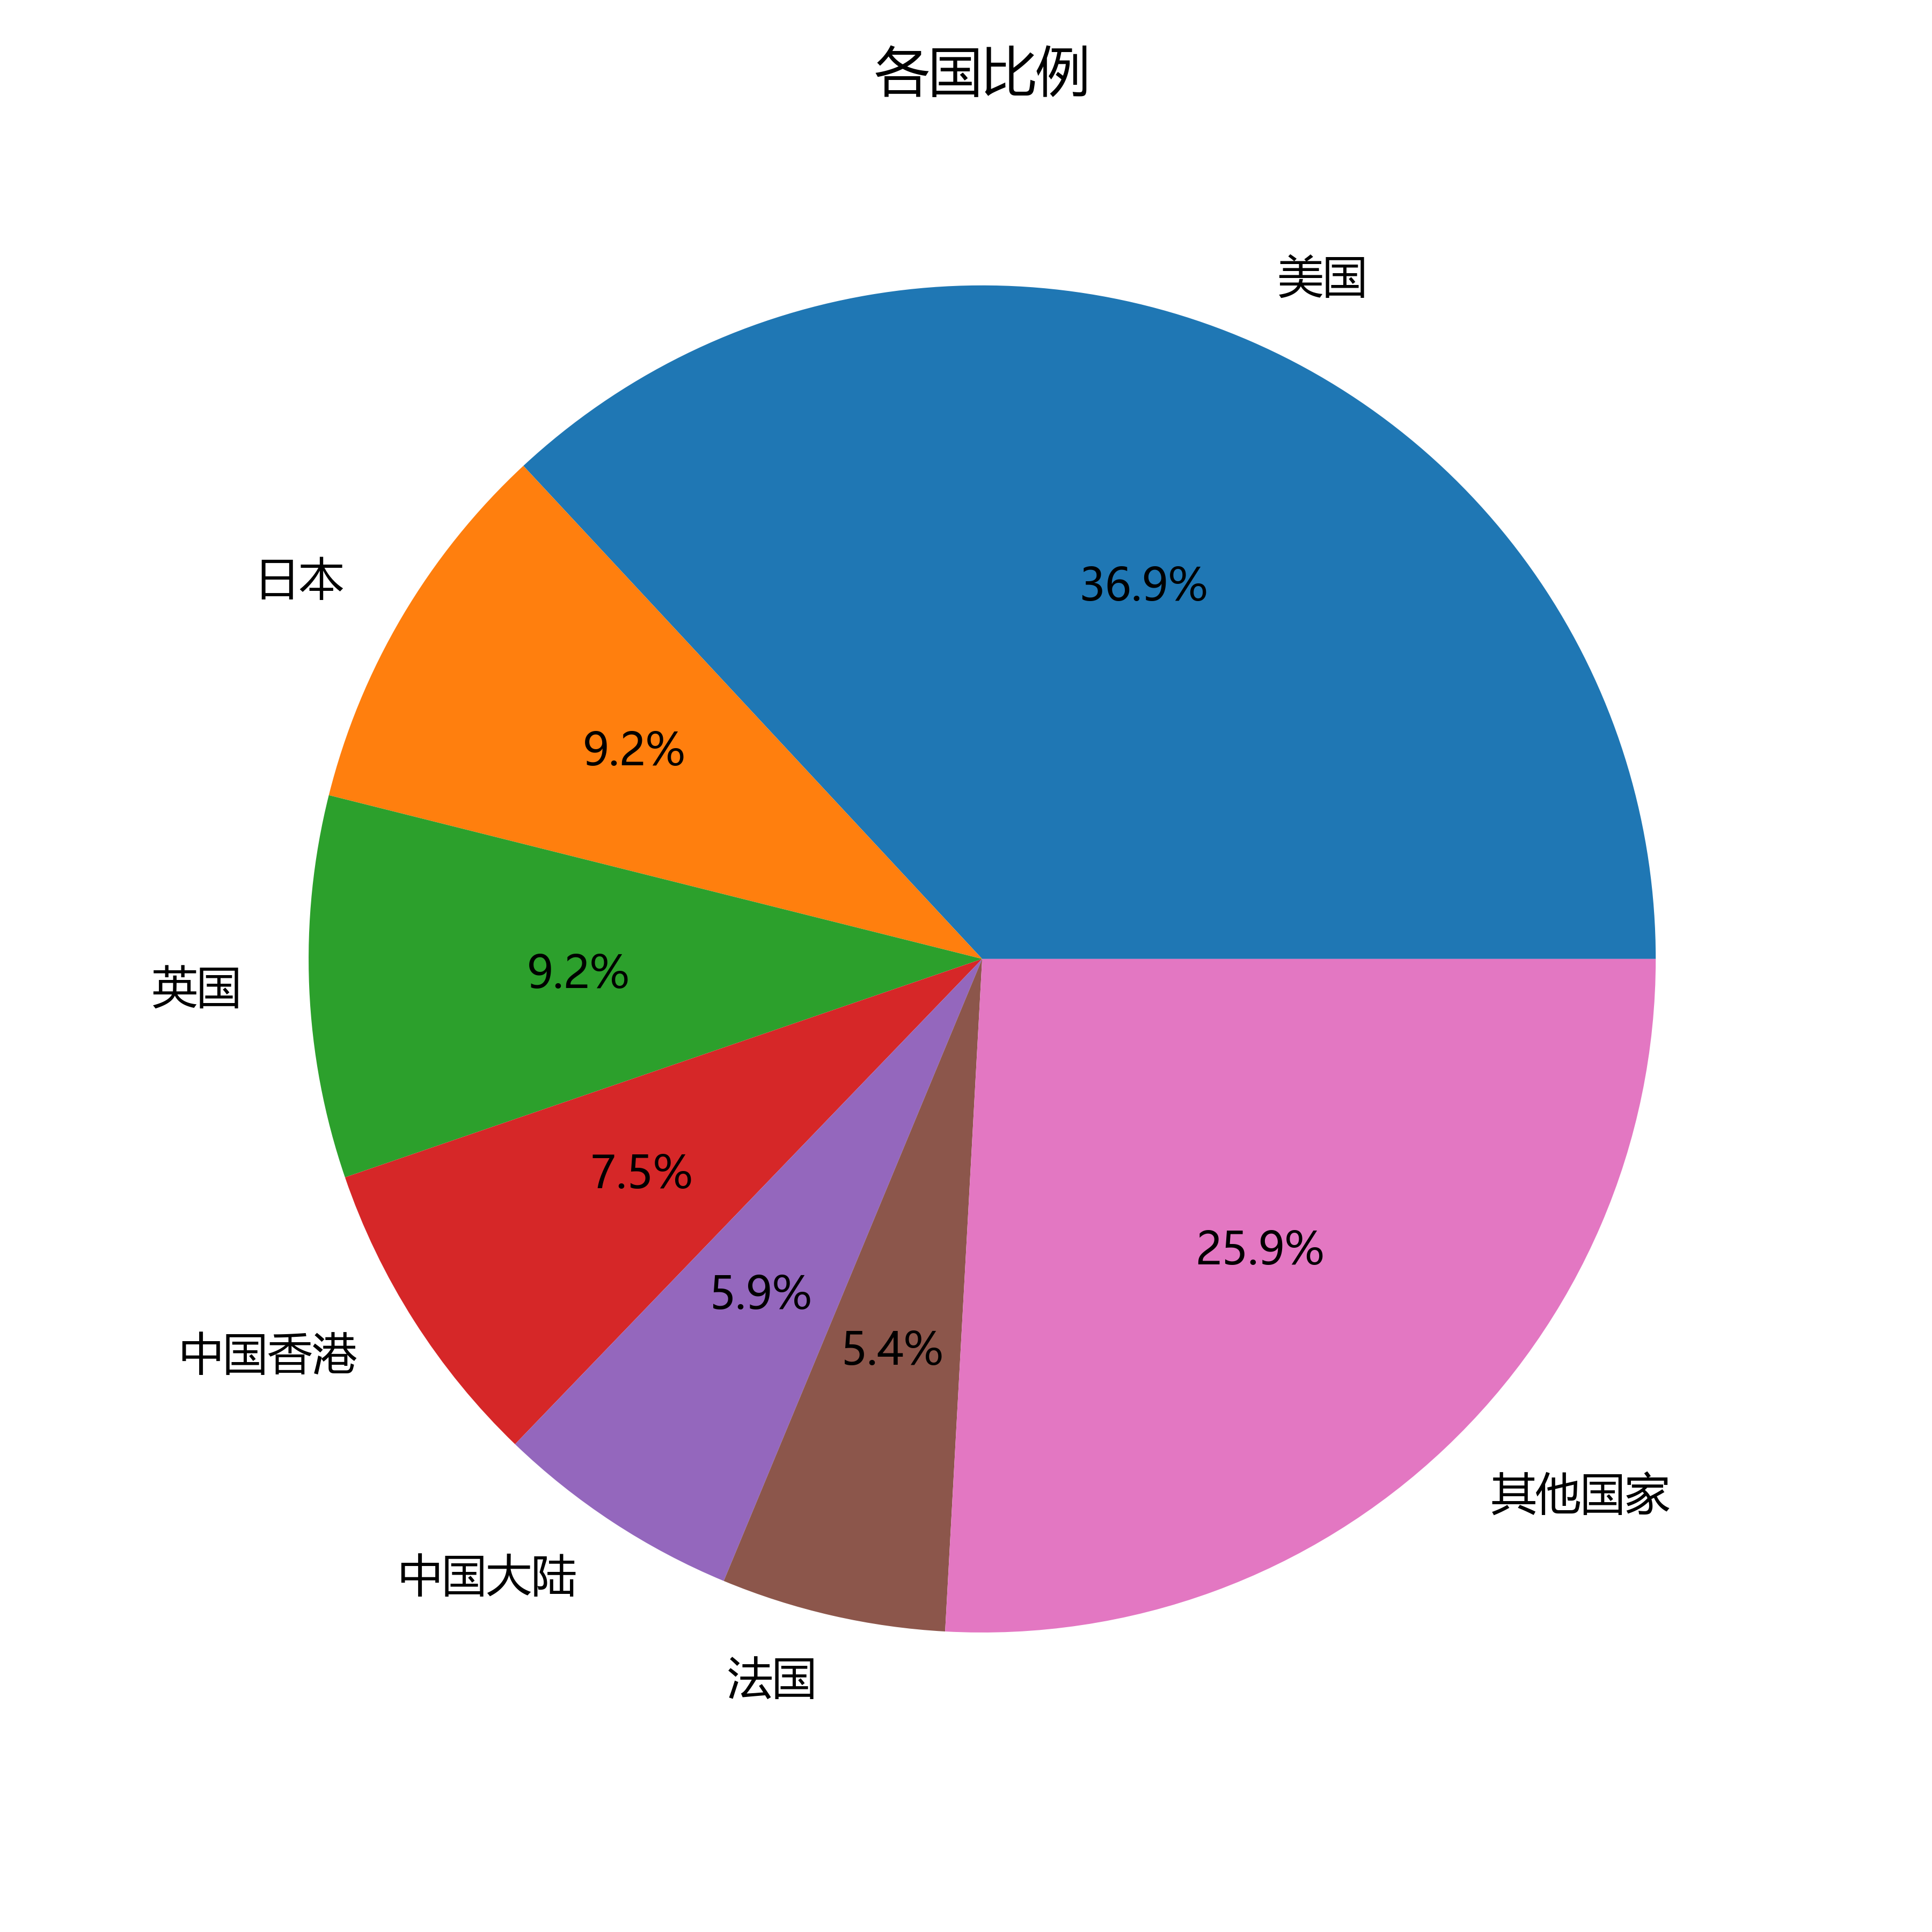 各国比例
美国
36.9%
日本
9.2%
英国
9.2%
中国香港
7.5%
中国大陆
5.9%
法国
5.4%
其他国家
25.9%